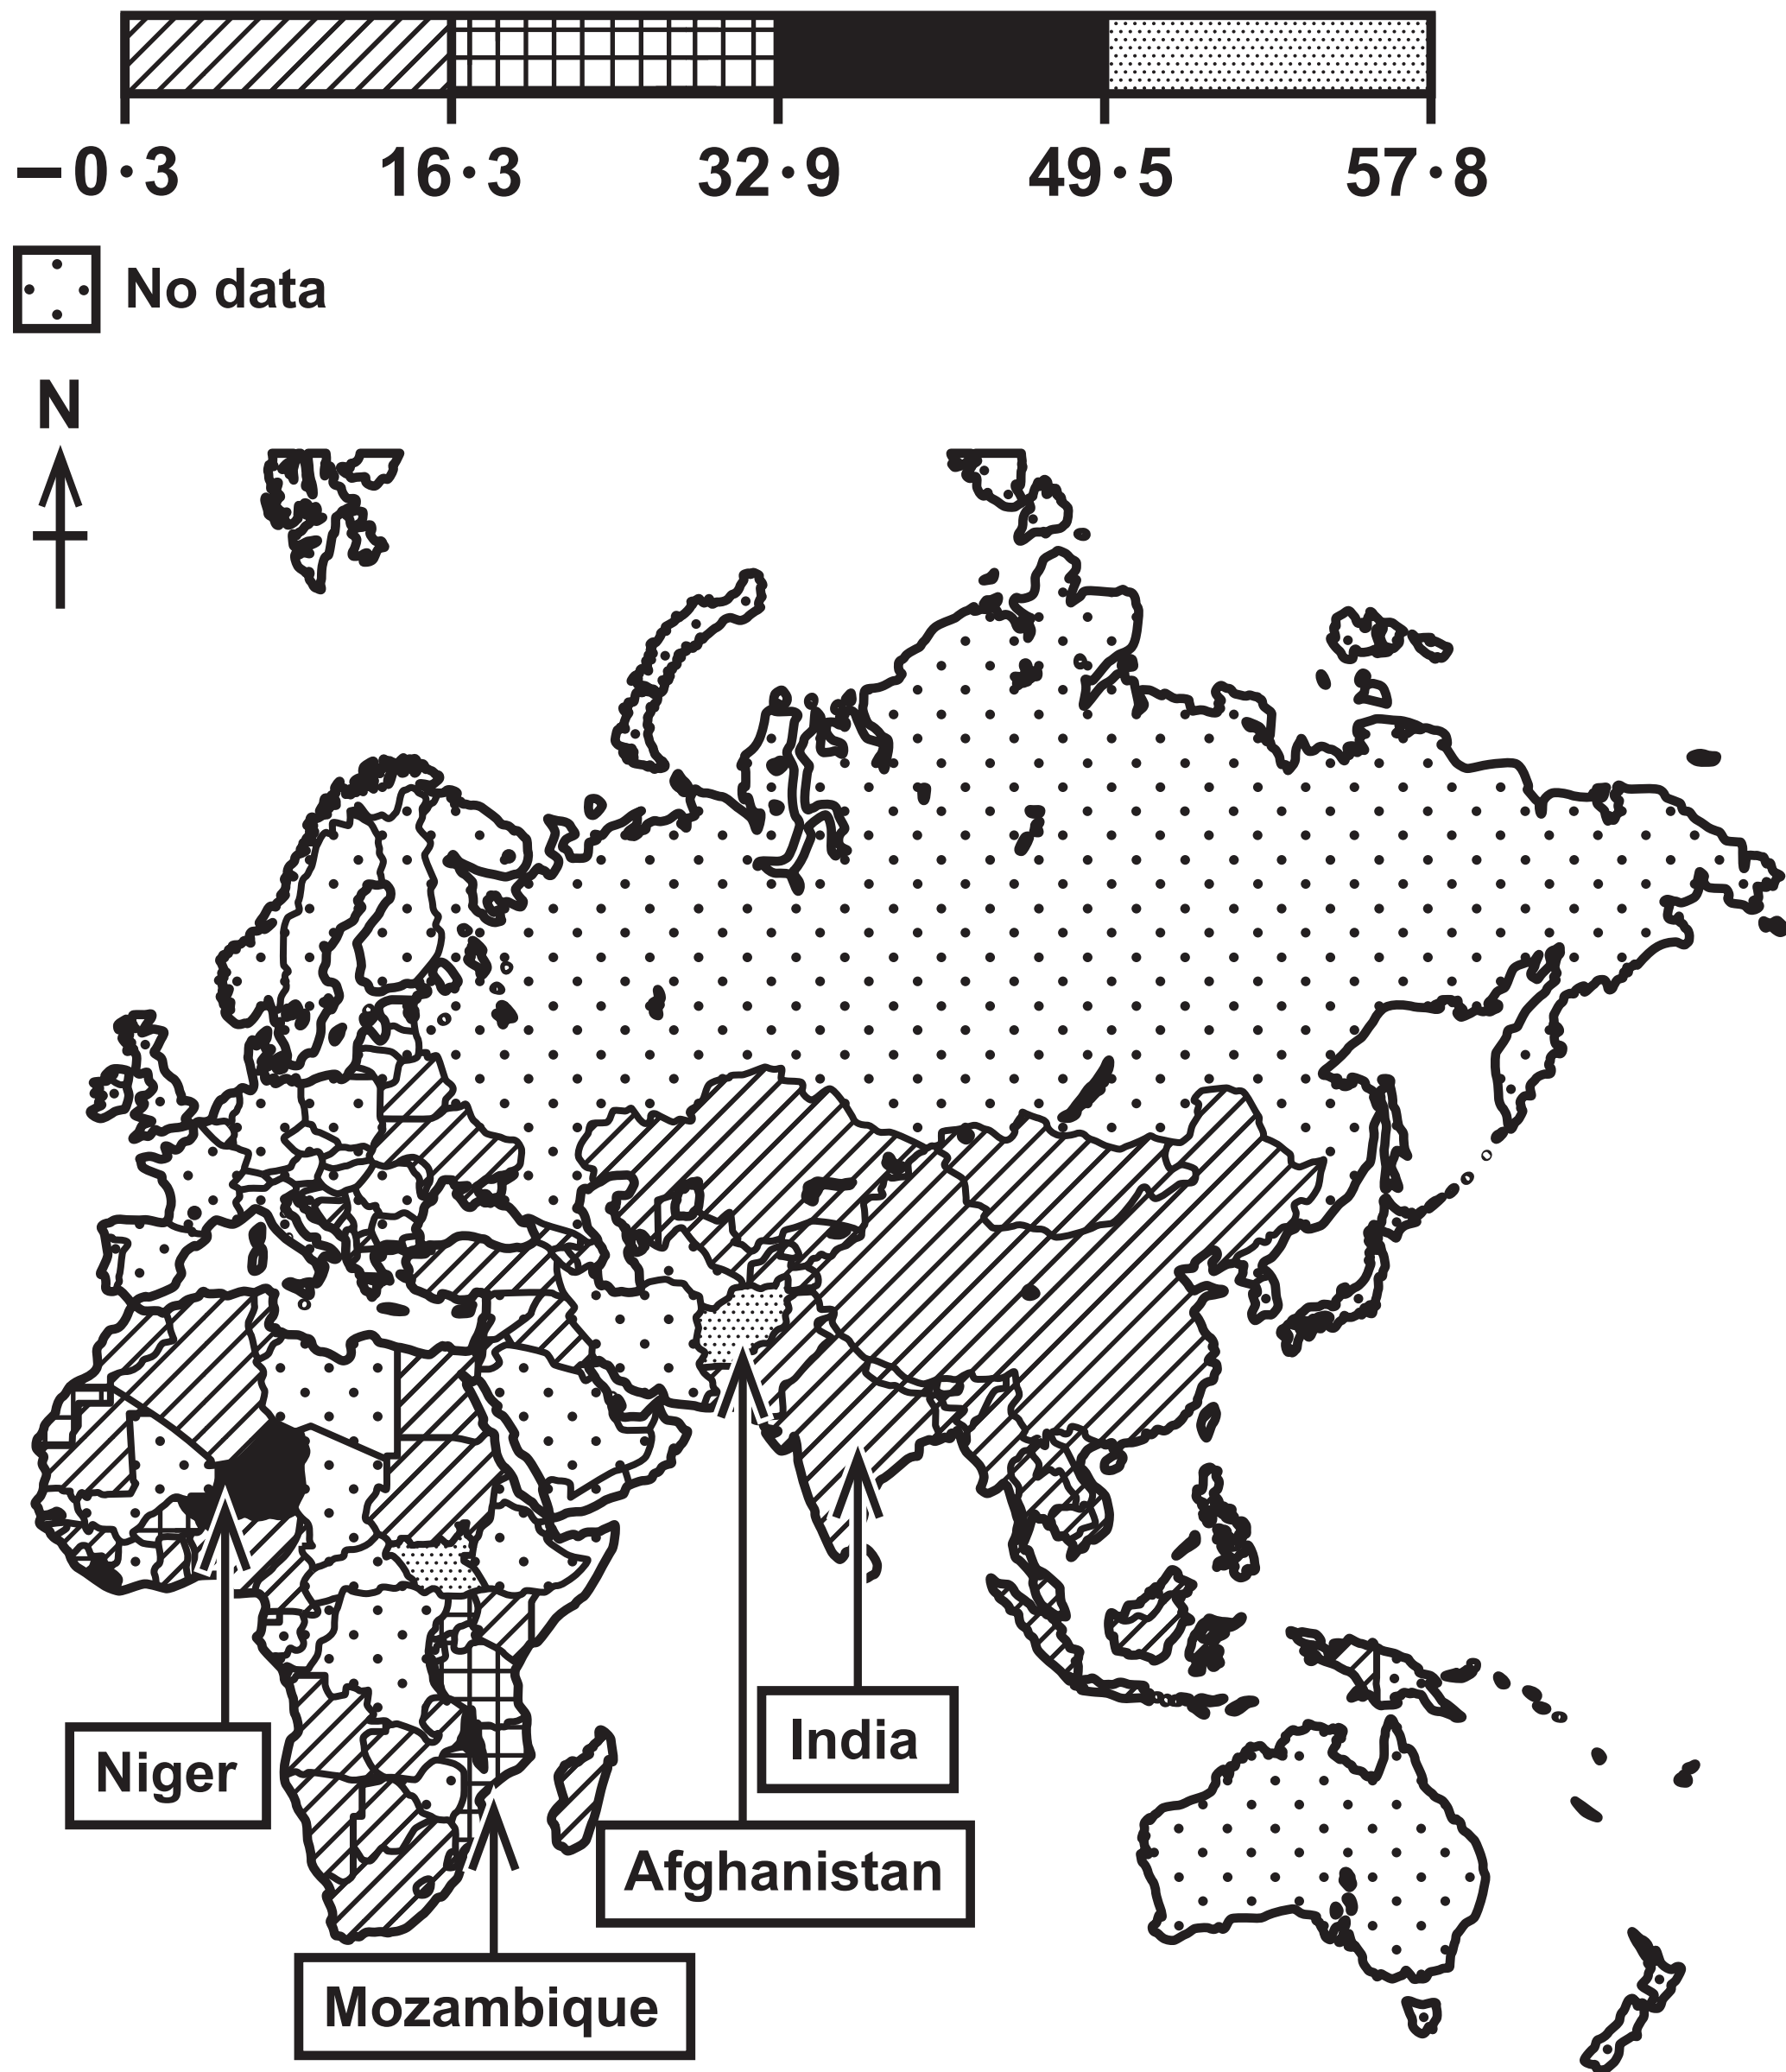 −0·3 16·3 32·9 49·5 57·8
No data
N
India
Niger
Afghanistan
Mozambique